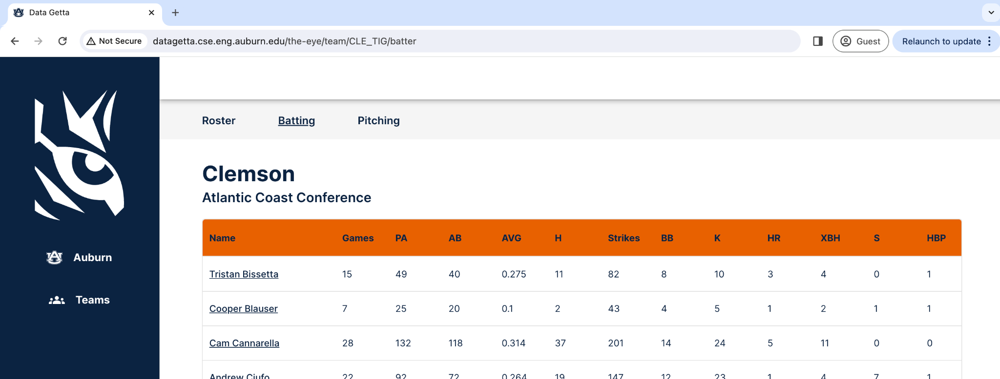 Data Getta
Not Secure datagetta.cse.eng.auburn.edu/the-eye/team/CLE_TIG/batter Guest Relaunch to update
Roster Batting Pitching
Clemson
Atlantic Coast Conference
Name Games PA AB AVG H Strikes BB K HR XBH S HBP
Auburn
Tristan Bissetta 15 49 40 0.275 11 82 8 10 3 4 0 1
Teams
Cooper Blauser 7 25 20 0.1 2 43 4 5 1 2 1 1
Cam Cannarella 28 132 118 0.314 37 201 14 24 5 11 0 0
Andrew Ciufo 22 92 72 0.264 19 147 12 23 1 4 7 1